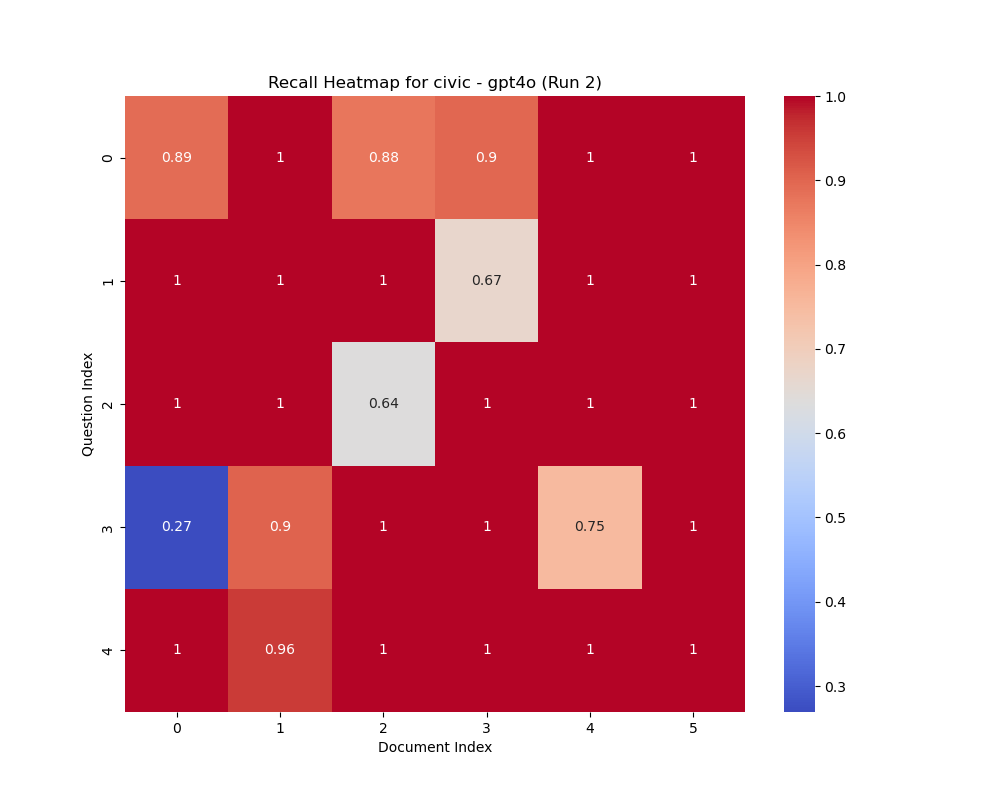 Recall Heatmap for civic - gpt4o (Run 2)
0 0.89 1 0.88 0.9 1 1
1 1 1 1 0.67 1 1
2 1 1 0.64 1 1 1
3 0.27 0.9 1 1 0.75 1
4 1 0.96 1 1 1 1
0 1 2 3 4 5
Document Index
Question Index
1.0
0.9
0.8
0.7
0.6
0.5
0.4
0.3